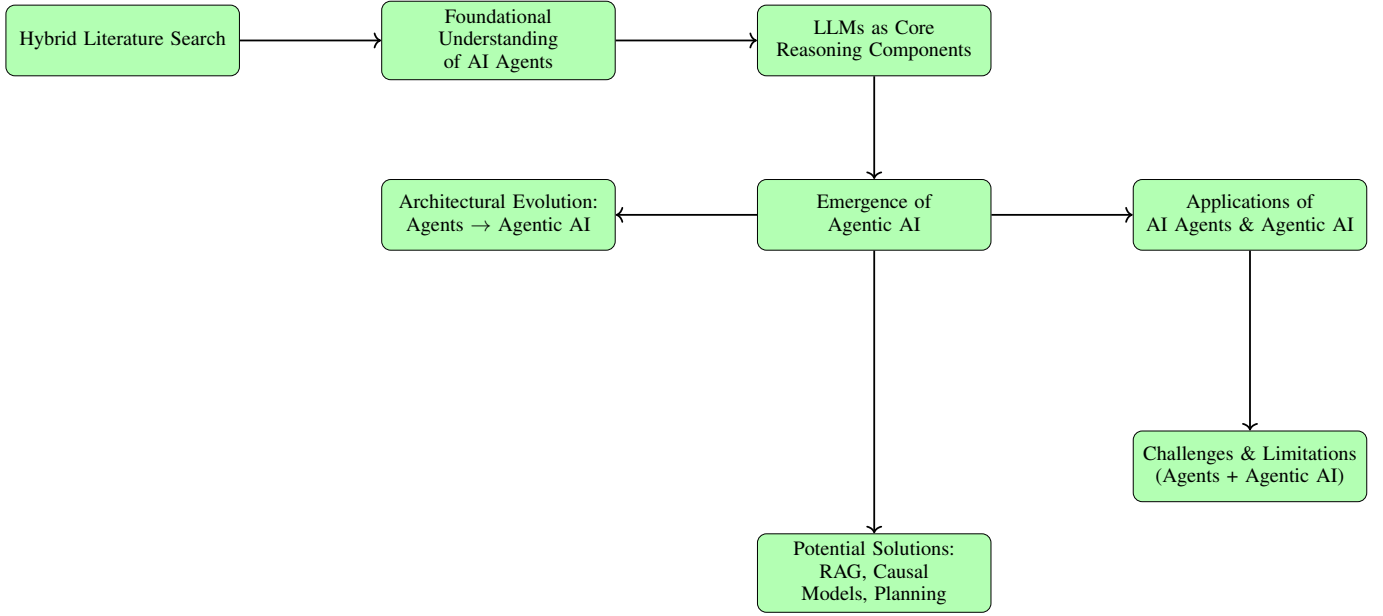 Hybrid Literature Search
Foundational
Understanding
of AI Agents
LLMs as Core
Reasoning Components
Architectural Evolution:
Agents → Agentic AI
Emergence of
Agentic AI
Applications of
AI Agents & Agentic AI
Challenges & Limitations
(Agents + Agentic AI)
Potential Solutions:
RAG, Causal
Models, Planning